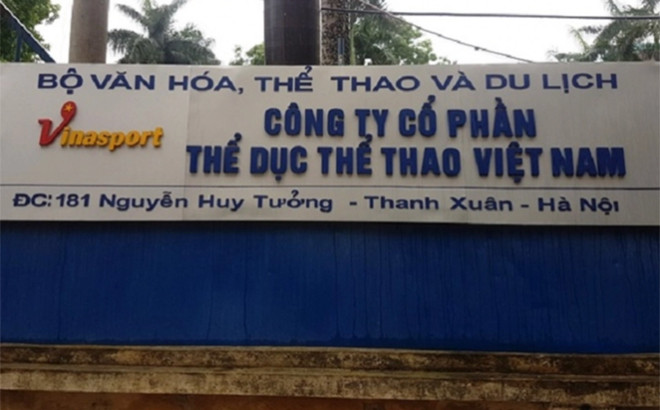 BỘ VĂN HÓA, THỂ THAO VÀ DU LỊCH
Vinasport
CÔNG TY CỔ PHẦN
THỂ DỤC THỂ THAO VIỆT NAM
ĐC: 181 Nguyễn Huy Tưởng - Thanh Xuân - Hà Nội